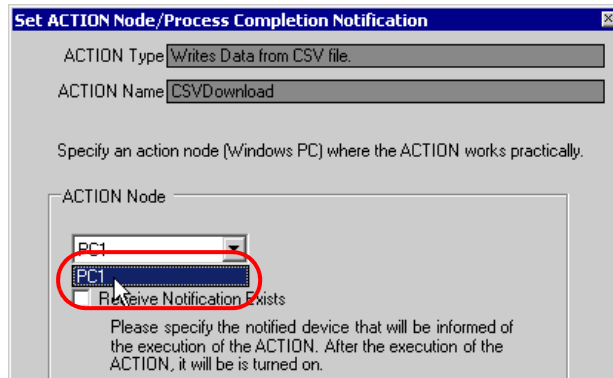 Set ACTION Node/Process Completion Notification
ACTION Type Writes Data from CSV file.
ACTION Name CSVDownload
Specify an action node (Windows PC) where the ACTION works practically.
ACTION Node
PC1
PC1
Receive Notification Exists
Please specify the notified device that will be informed of
the execution of the ACTION. After the execution of the
ACTION, it will be is turned on.